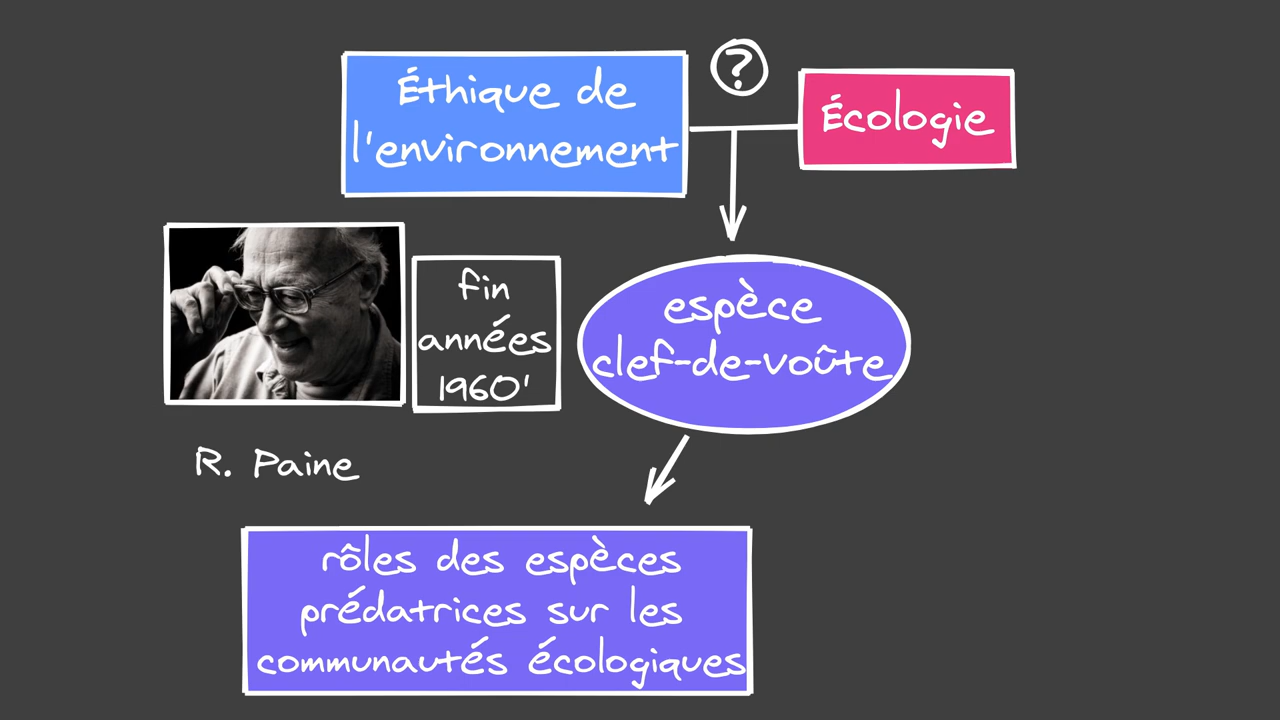 Éthique de
l'environnement
?
Écologie
fin
années
1960'
espèce
clef-de-voûte
R. Paine
rôles des espèces
prédatrices sur les
communautés écologiques